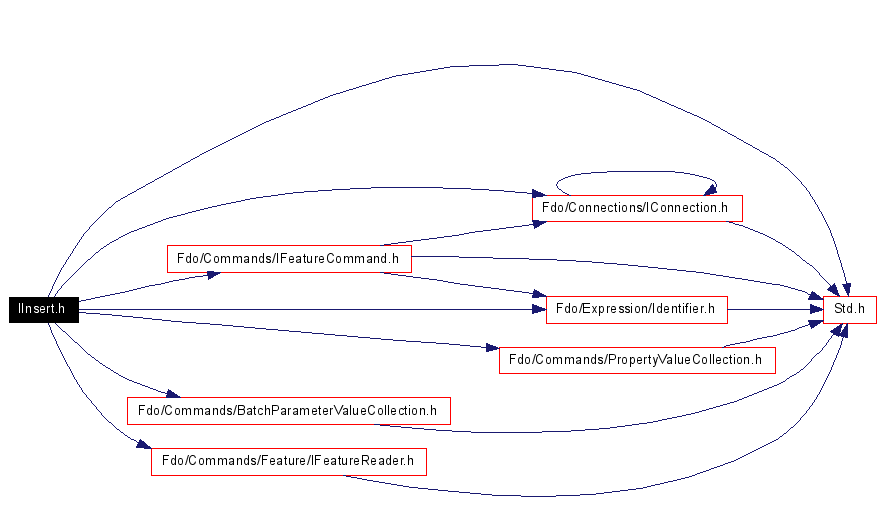 Fdo/Connections/IConnection.h
Fdo/Commands/IFeatureCommand.h
IInsert.h
Fdo/Expression/Identifier.h
Std.h
Fdo/Commands/PropertyValueCollection.h
Fdo/Commands/BatchParameterValueCollection.h
Fdo/Commands/Feature/IFeatureReader.h